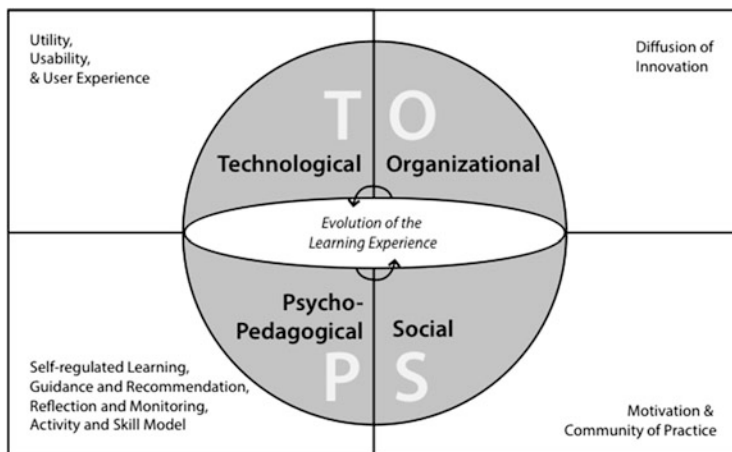 Utility,
Usability,
& User Experience
Diffusion of
Innovation
T O
Technological Organizational
Evolution of the
Learning Experience
Psycho-
Pedagogical
Social
P S
Self-regulated Learning,
Guidance and Recommendation,
Reflection and Monitoring,
Activity and Skill Model
Motivation &
Community of Practice